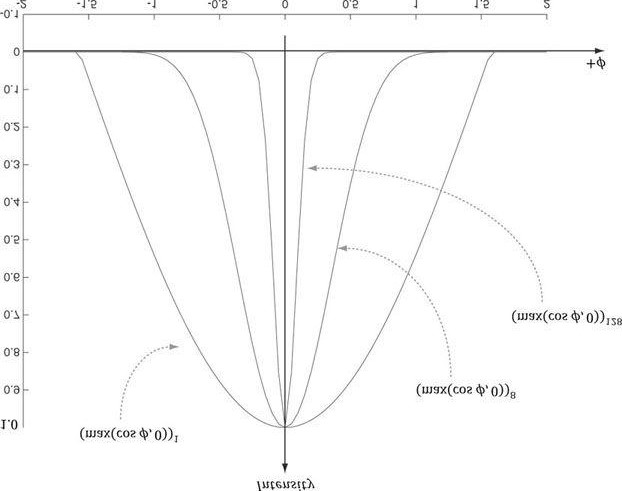 Intensity
1.0
(max(cos ϕ, 0))¹
0.9
(max(cos ϕ, 0))⁸
0.8
0.7
(max(cos ϕ, 0))¹²⁸
0.6
0.5
0.4
0.3
0.2
0.1
+ϕ
0
-0.1
-2 -1.5 -1 -0.5 0 0.5 1 1.5 2